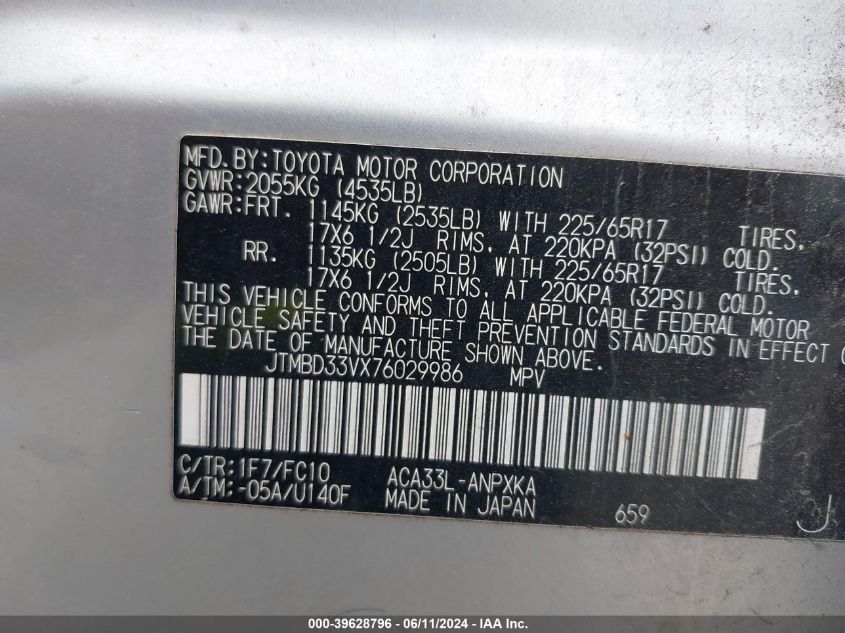 MFD.BY:TOYOTA MOTOR CORPORATION
GVWR:2055KG (4535LB)
GAWR:FRT. 1145KG (2535LB) WITH 225/65R17 TIRES,
17X6 1/2J RIMS, AT 220KPA (32PSI) COLD.
RR. 1135KG (2505LB) WITH 225/65R17 TIRES,
17X6 1/2J RIMS, AT 220KPA (32PSI) COLD.
THIS VEHICLE CONFORMS TO ALL APPLICABLE FEDERAL MOTOR
VEHICLE SAFETY AND THEFT PREVENTION STANDARDS IN EFFECT
THE DATE OF MANUFACTURE SHOWN ABOVE.
JTMBD33VX76029986 MPV
C/TR:1F7/FC10 ACA33L-ANPXKA
A/TM:-05A/U140F MADE IN JAPAN 659
J
000-39628796 - 06/11/2024 - IAAI.com